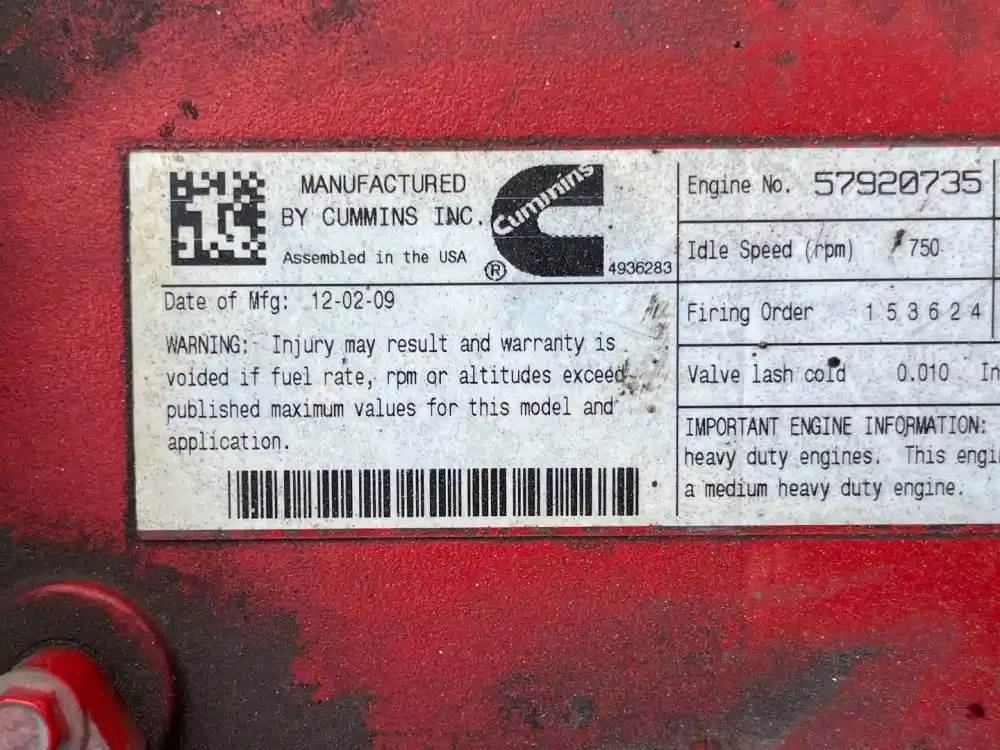 MANUFACTURED
BY CUMMINS INC.
Assembled in the USA
Cummins
®
4936283
Date of Mfg: 12-02-09
WARNING: Injury may result and warranty is
voided if fuel rate, rpm or altitudes exceed
published maximum values for this model and
application.
Engine No. 57920735
Idle Speed (rpm) 750
Firing Order 1 5 3 6 2 4
Valve lash cold 0.010 In
IMPORTANT ENGINE INFORMATION:
heavy duty engines. This engi
a medium heavy duty engine.